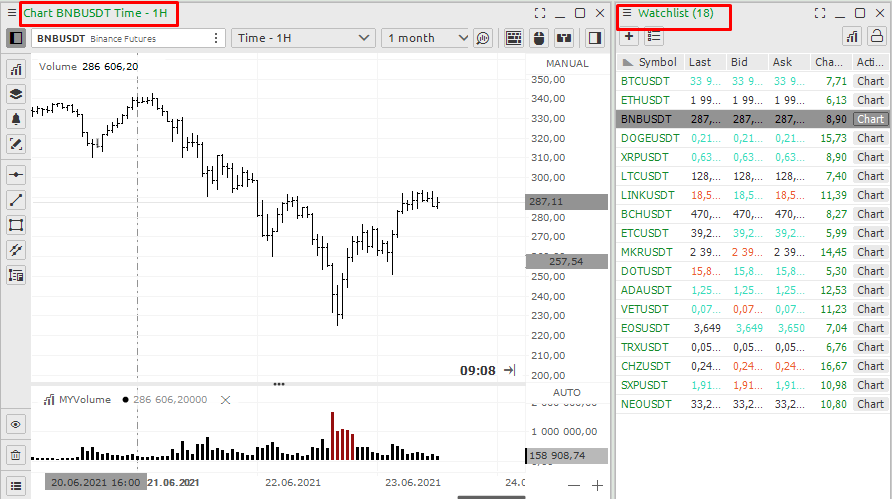 Chart BNBUSDT Time - 1H
BNBUSDT Binance Futures
Time - 1H
1 month
Volume 286 606,20
MANUAL
350,00
340,00
330,00
320,00
310,00
300,00
287,11
280,00
270,00
260,00
257,54
250,00
240,00
230,00
220,00
210,00
200,00
09:08
MYVolume 286 606,20000
AUTO
1 000 000,00
158 908,74
20.06.2021 16:00
21.06.2021
22.06.2021
23.06.2021
24.0
Watchlist (18)
Symbol Last Bid Ask Cha... Acti...
BTCUSDT 33 9... 33 9... 33 9... 7,71 Chart
ETHUSDT 1 99... 1 99... 1 99... 6,13 Chart
BNBUSDT 287,... 287,... 287,... 8,90 Chart
DOGEUSDT 0,21... 0,21... 0,21... 15,73 Chart
XRPUSDT 0,63... 0,63... 0,63... 8,90 Chart
LTCUSDT 128,... 128,... 128,... 7,40 Chart
LINKUSDT 18,5... 18,5... 18,5... 11,39 Chart
BCHUSDT 470,... 470,... 470,... 8,27 Chart
ETCUSDT 39,2... 39,2... 39,2... 5,99 Chart
MKRUSDT 2 39... 2 39... 2 39... 14,45 Chart
DOTUSDT 15,8... 15,8... 15,8... 5,30 Chart
ADAUSDT 1,25... 1,25... 1,25... 12,53 Chart
VETUSDT 0,07... 0,07... 0,07... 11,23 Chart
EOSUSDT 3,649 3,649 3,650 7,04 Chart
TRXUSDT 0,05... 0,05... 0,05... 6,76 Chart
CHZUSDT 0,24... 0,24... 0,24... 16,67 Chart
SXPUSDT 1,91... 1,91... 1,91... 10,98 Chart
NEOUSDT 33,2... 33,2... 33,2... 10,80 Chart